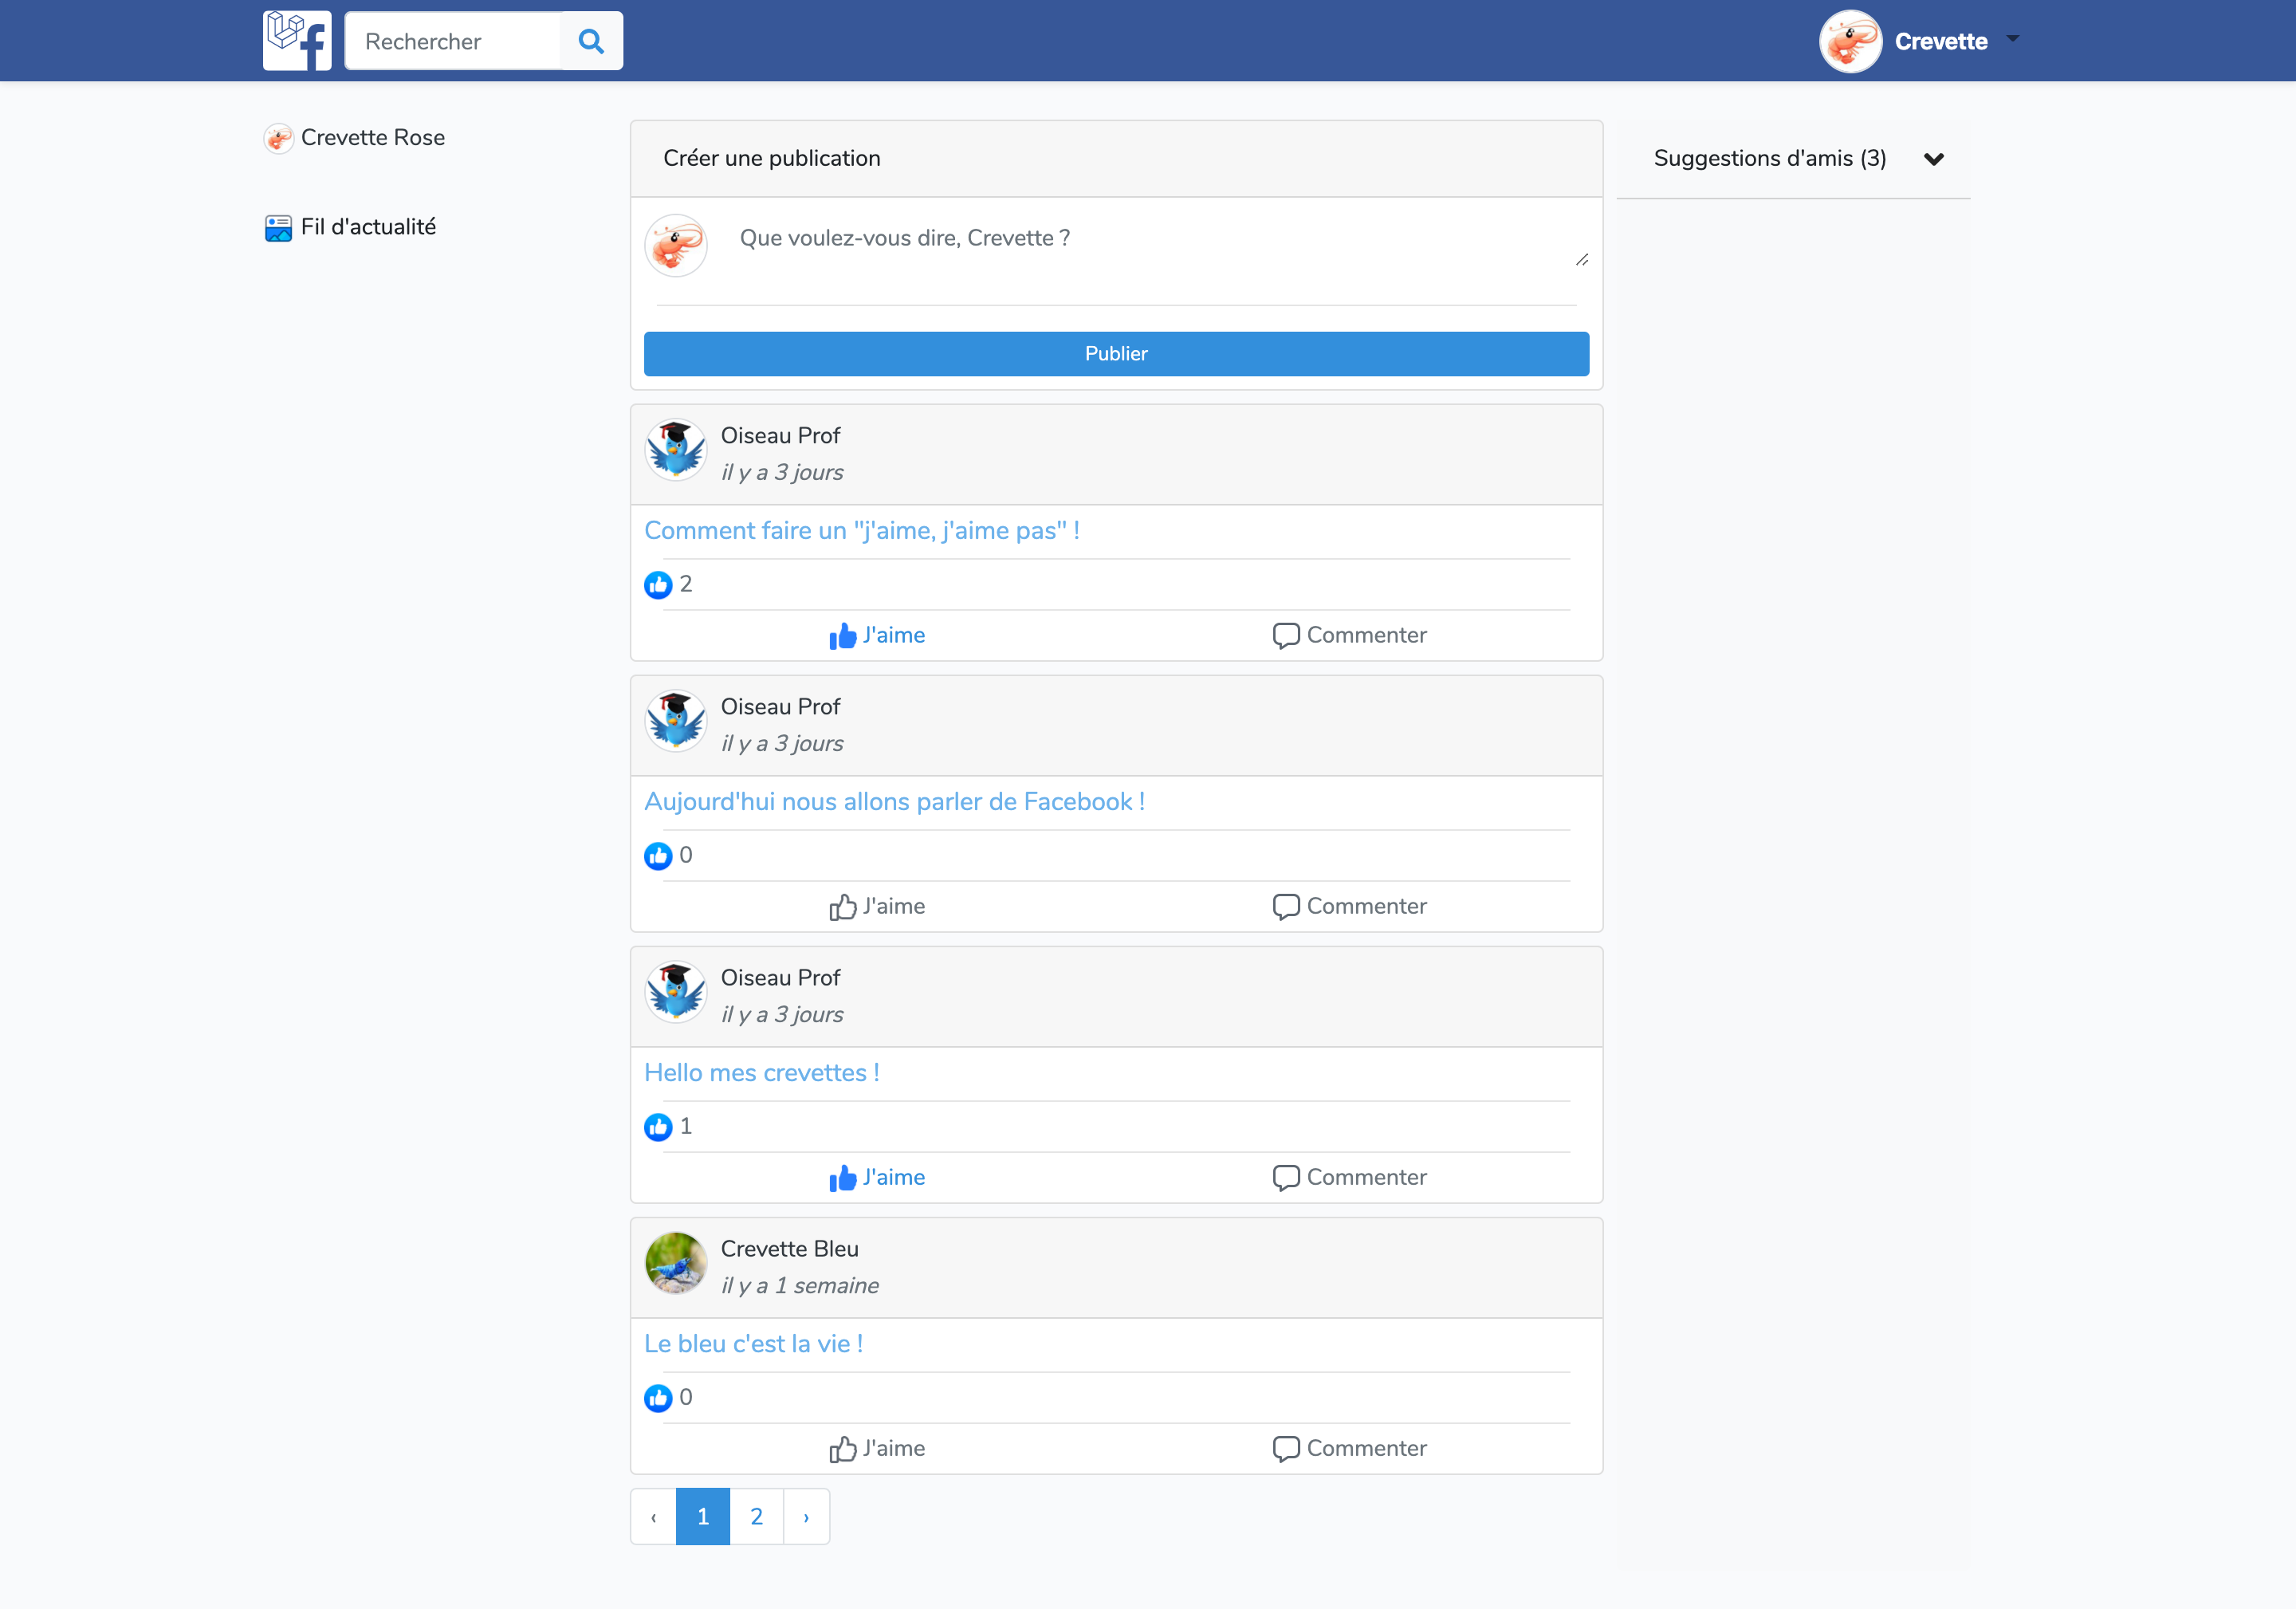 f
Rechercher
Crevette
Crevette Rose
Fil d'actualité
Créer une publication
Que voulez-vous dire, Crevette ?
Publier
Suggestions d'amis (3)
Oiseau Prof
il y a 3 jours
Comment faire un "j'aime, j'aime pas" !
2
J'aime
Commenter
Oiseau Prof
il y a 3 jours
Aujourd'hui nous allons parler de Facebook !
0
J'aime
Commenter
Oiseau Prof
il y a 3 jours
Hello mes crevettes !
1
J'aime
Commenter
Crevette Bleu
il y a 1 semaine
Le bleu c'est la vie !
0
J'aime
Commenter
‹ 1 2 ›